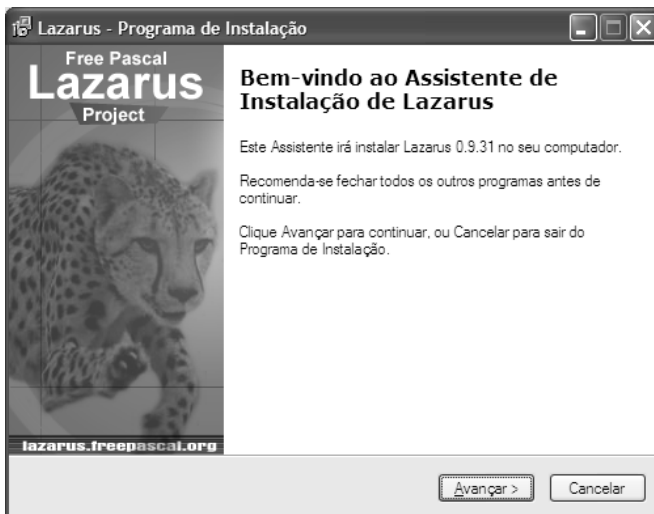 Lazarus - Programa de Instalação
Free Pascal
Lazarus
Project
Bem-vindo ao Assistente de
Instalação de Lazarus
Este Assistente irá instalar Lazarus 0.9.31 no seu computador.
Recomenda-se fechar todos os outros programas antes de
continuar.
Clique Avançar para continuar, ou Cancelar para sair do
Programa de Instalação.
lazarus.freepascal.org
Avançar >
Cancelar